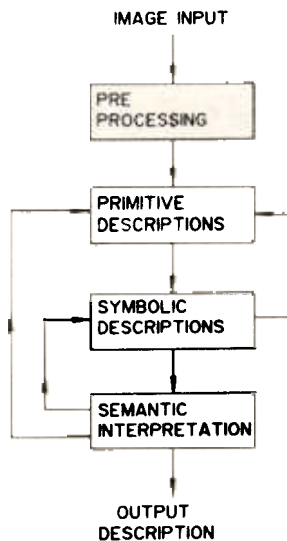 IMAGE INPUT
PRE
PROCESSING
PRIMITIVE
DESCRIPTIONS
SYMBOLIC
DESCRIPTIONS
SEMANTIC
INTERPRETATION
OUTPUT
DESCRIPTION